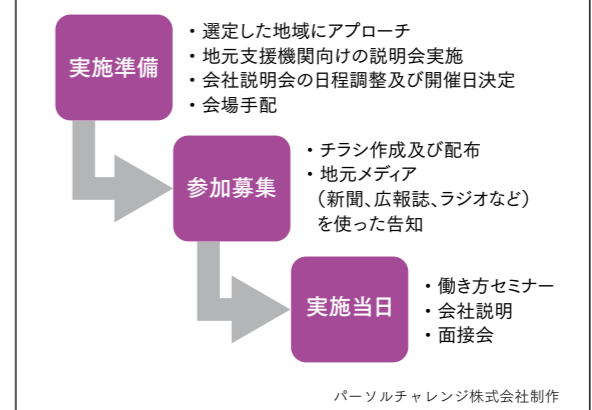 実施準備
・選定した地域にアプローチ
・地元支援機関向けの説明会実施
・会社説明会の日程調整及び開催日決定
・会場手配
参加募集
・チラシ作成及び配布
・地元メディア
（新聞、広報誌、ラジオなど）
を使った告知
実施当日
・働き方セミナー
・会社説明
・面接会
パーソルチャレンジ株式会社制作